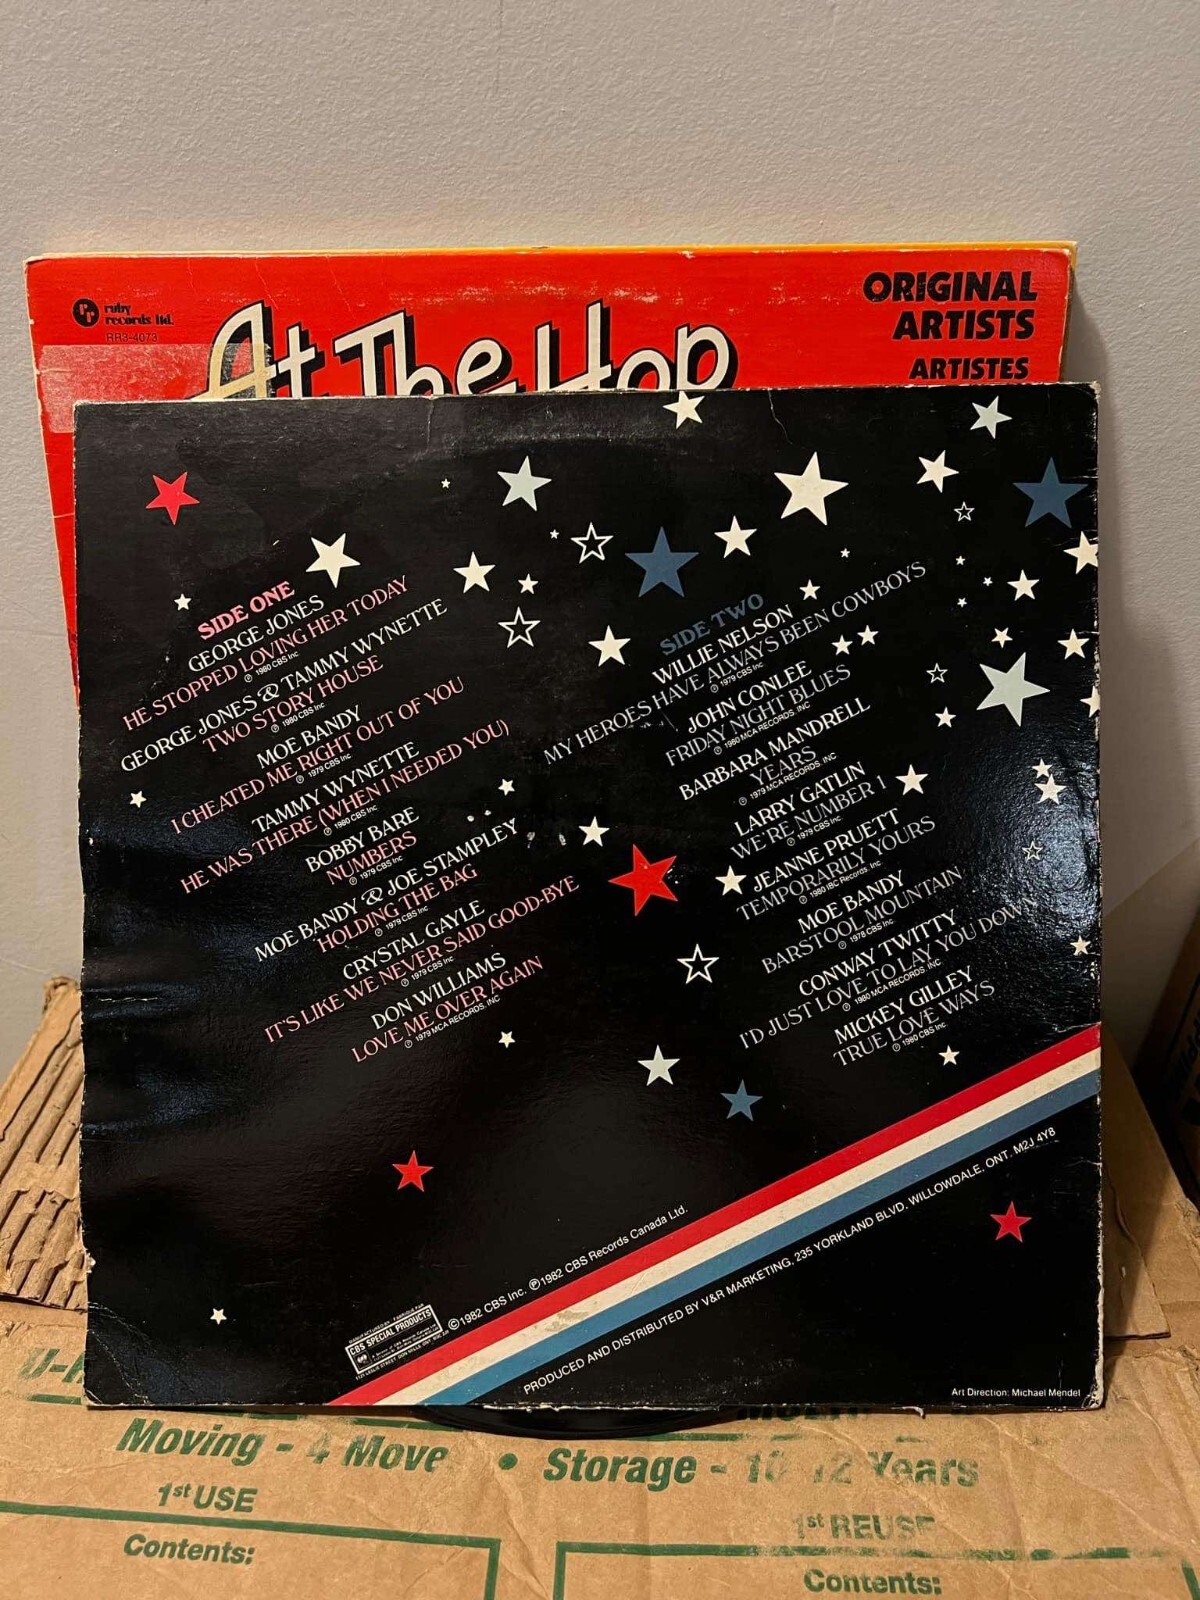 ruby
records ltd.
RR3-4073
At The Hop
ORIGINAL
ARTISTS
ARTISTES
SIDE ONE
GEORGE JONES
HE STOPPED LOVING HER TODAY
℗ 1980 CBS Inc
GEORGE JONES & TAMMY WYNETTE
TWO STORY HOUSE
℗ 1980 CBS Inc
MOE BANDY
I CHEATED ME RIGHT OUT OF YOU
℗ 1979 CBS Inc
TAMMY WYNETTE
HE WAS THERE (WHEN I NEEDED YOU)
℗ 1980 CBS Inc
BOBBY BARE
NUMBERS
℗ 1979 CBS Inc
MOE BANDY & JOE STAMPLEY
HOLDING THE BAG
℗ 1979 CBS Inc
CRYSTAL GAYLE
IT'S LIKE WE NEVER SAID GOOD-BYE
℗ 1979 CBS Inc
DON WILLIAMS
LOVE ME OVER AGAIN
℗ 1979 MCA RECORDS, INC
SIDE TWO
WILLIE NELSON
MY HEROES HAVE ALWAYS BEEN COWBOYS
℗ 1979 CBS Inc
JOHN CONLEE
FRIDAY NIGHT BLUES
℗ 1980 MCA RECORDS, INC
BARBARA MANDRELL
YEARS
℗ 1979 MCA RECORDS, INC
LARRY GATLIN
WE'RE NUMBER 1
℗ 1979 CBS Inc
JEANNE PRUETT
TEMPORARILY YOURS
℗ 1980 IBC Records, Inc
MOE BANDY
BARSTOOL MOUNTAIN
℗ 1978 CBS Inc
CONWAY TWITTY
I'D JUST LOVE TO LAY YOU DOWN
℗ 1980 MCA RECORDS, INC
MICKEY GILLEY
TRUE LOVE WAYS
℗ 1980 CBS Inc.
CBS SPECIAL PRODUCTS
1121 LESLIE STREET DON MILLS, ONT
©1982 CBS Inc. ℗1982 CBS Records Canada Ltd.
PRODUCED AND DISTRIBUTED BY V&R MARKETING, 235 YORKLAND BLVD, WILLOWDALE, ONT. M2J 4Y8
Art Direction: Michael Mendel
Moving - 4 Move • Storage - 10 12 Years
1st USE
1st REUSE
Contents:
Contents: